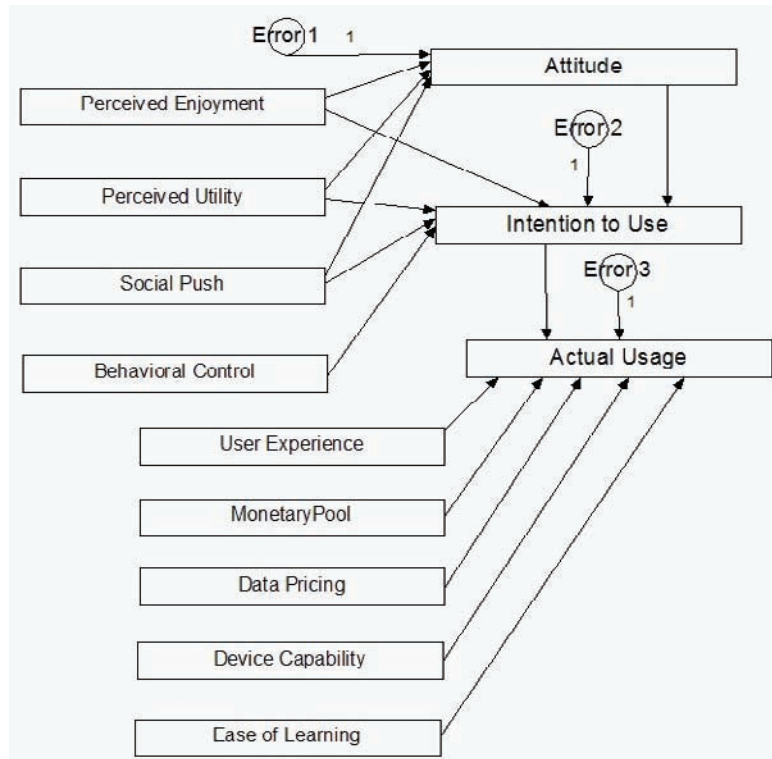 Error 1
1
Attitude
Perceived Enjoyment
Error 2
1
Perceived Utility
Intention to Use
Social Push
Error 3
1
Actual Usage
Behavioral Control
User Experience
MonetaryPool
Data Pricing
Device Capability
Ease of Learning